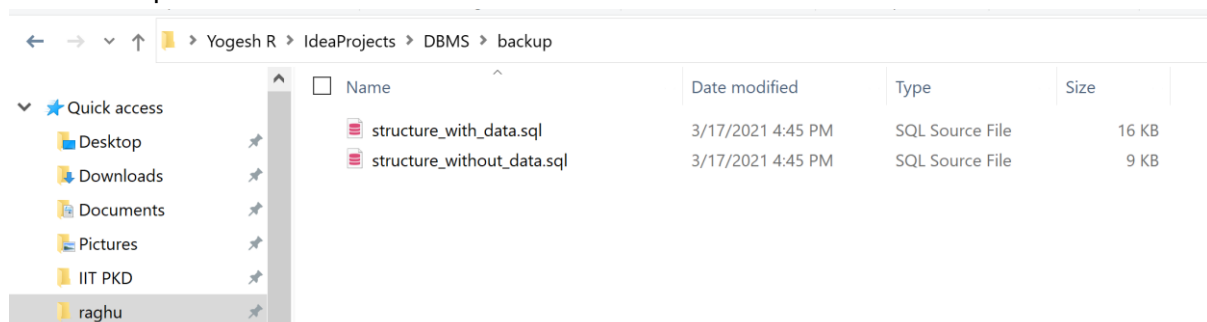 Yogesh R > IdeaProjects > DBMS > backup
Name Date modified Type Size
Quick access
Desktop
Downloads
Documents
Pictures
IIT PKD
raghu
structure_with_data.sql 3/17/2021 4:45 PM SQL Source File 16 KB
structure_without_data.sql 3/17/2021 4:45 PM SQL Source File 9 KB